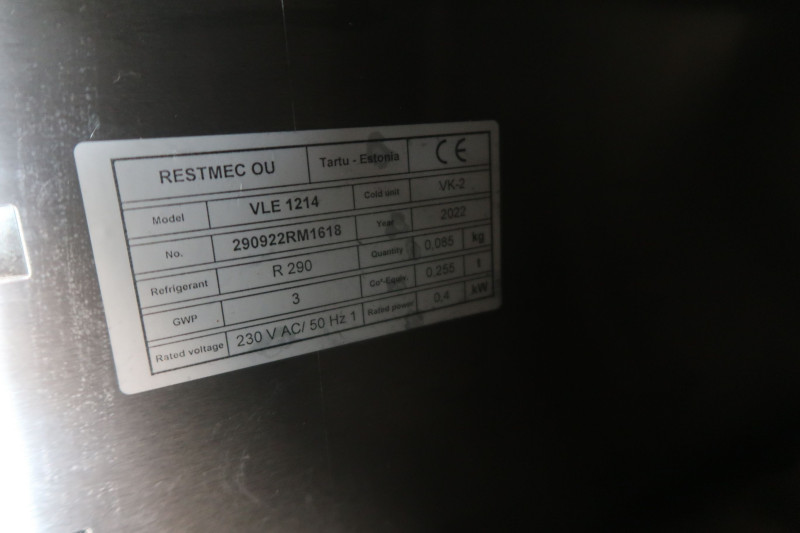 RESTMEC OU Tartu - Estonia CE
Model VLE 1214 Cold unit VK-2
No. 290922RM1618 Year 2022
Refrigerant R 290 Quantity 0,085 kg
GWP 3 Co²-Equiv 0,255 t
Rated voltage 230 V AC/ 50 Hz 1 Rated power 0,4 kW